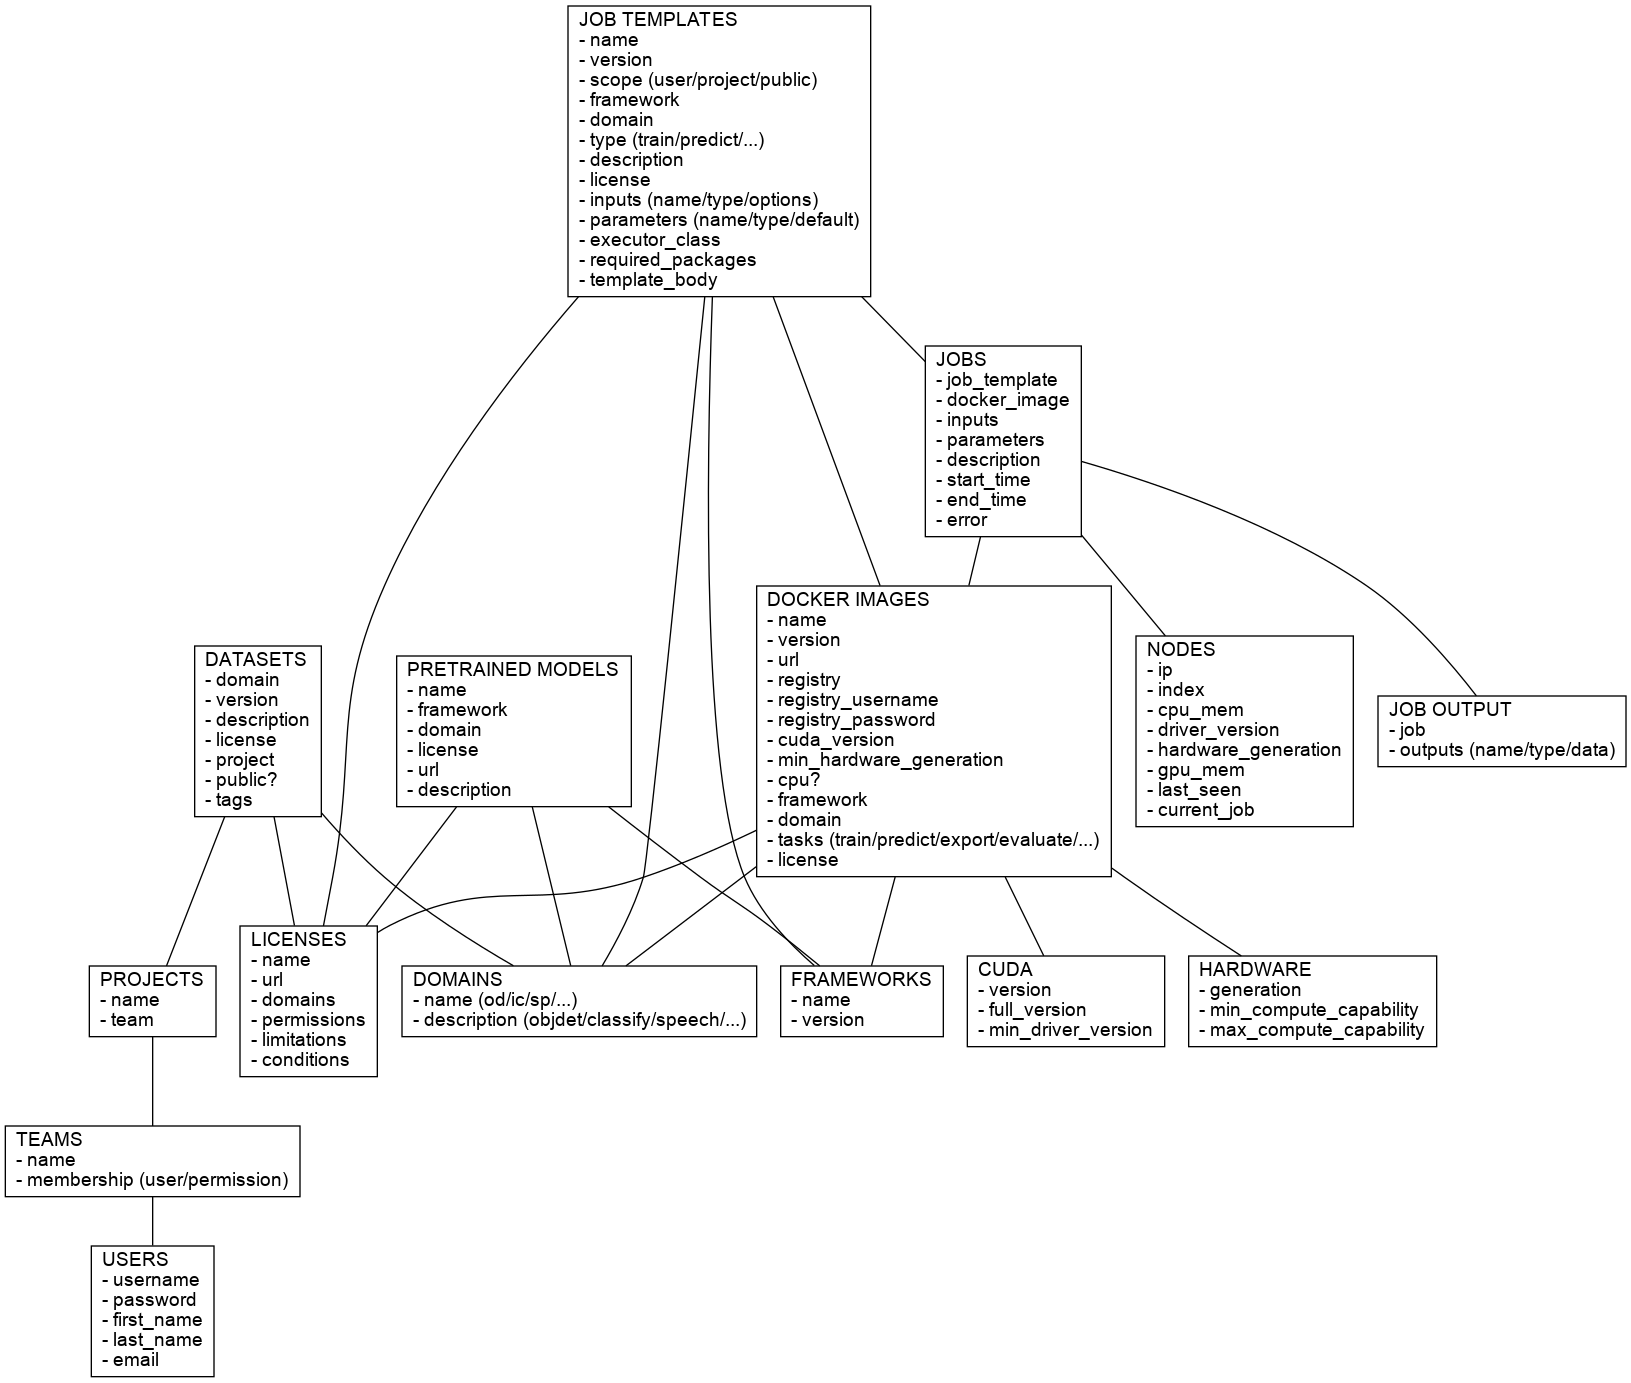 JOB TEMPLATES
- name
- version
- scope (user/project/public)
- framework
- domain
- type (train/predict/...)
- description
- license
- inputs (name/type/options)
- parameters (name/type/default)
- executor_class
- required_packages
- template_body
JOBS
- job_template
- docker_image
- inputs
- parameters
- description
- start_time
- end_time
- error
DATASETS
- domain
- version
- description
- license
- project
- public?
- tags
PRETRAINED MODELS
- name
- framework
- domain
- license
- url
- description
DOCKER IMAGES
- name
- version
- url
- registry
- registry_username
- registry_password
- cuda_version
- min_hardware_generation
- cpu?
- framework
- domain
- tasks (train/predict/export/evaluate/...)
- license
NODES
- ip
- index
- cpu_mem
- driver_version
- hardware_generation
- gpu_mem
- last_seen
- current_job
JOB OUTPUT
- job
- outputs (name/type/data)
PROJECTS
- name
- team
LICENSES
- name
- url
- domains
- permissions
- limitations
- conditions
DOMAINS
- name (od/ic/sp/...)
- description (objdet/classify/speech/...)
FRAMEWORKS
- name
- version
CUDA
- version
- full_version
- min_driver_version
HARDWARE
- generation
- min_compute_capability
- max_compute_capability
TEAMS
- name
- membership (user/permission)
USERS
- username
- password
- first_name
- last_name
- email